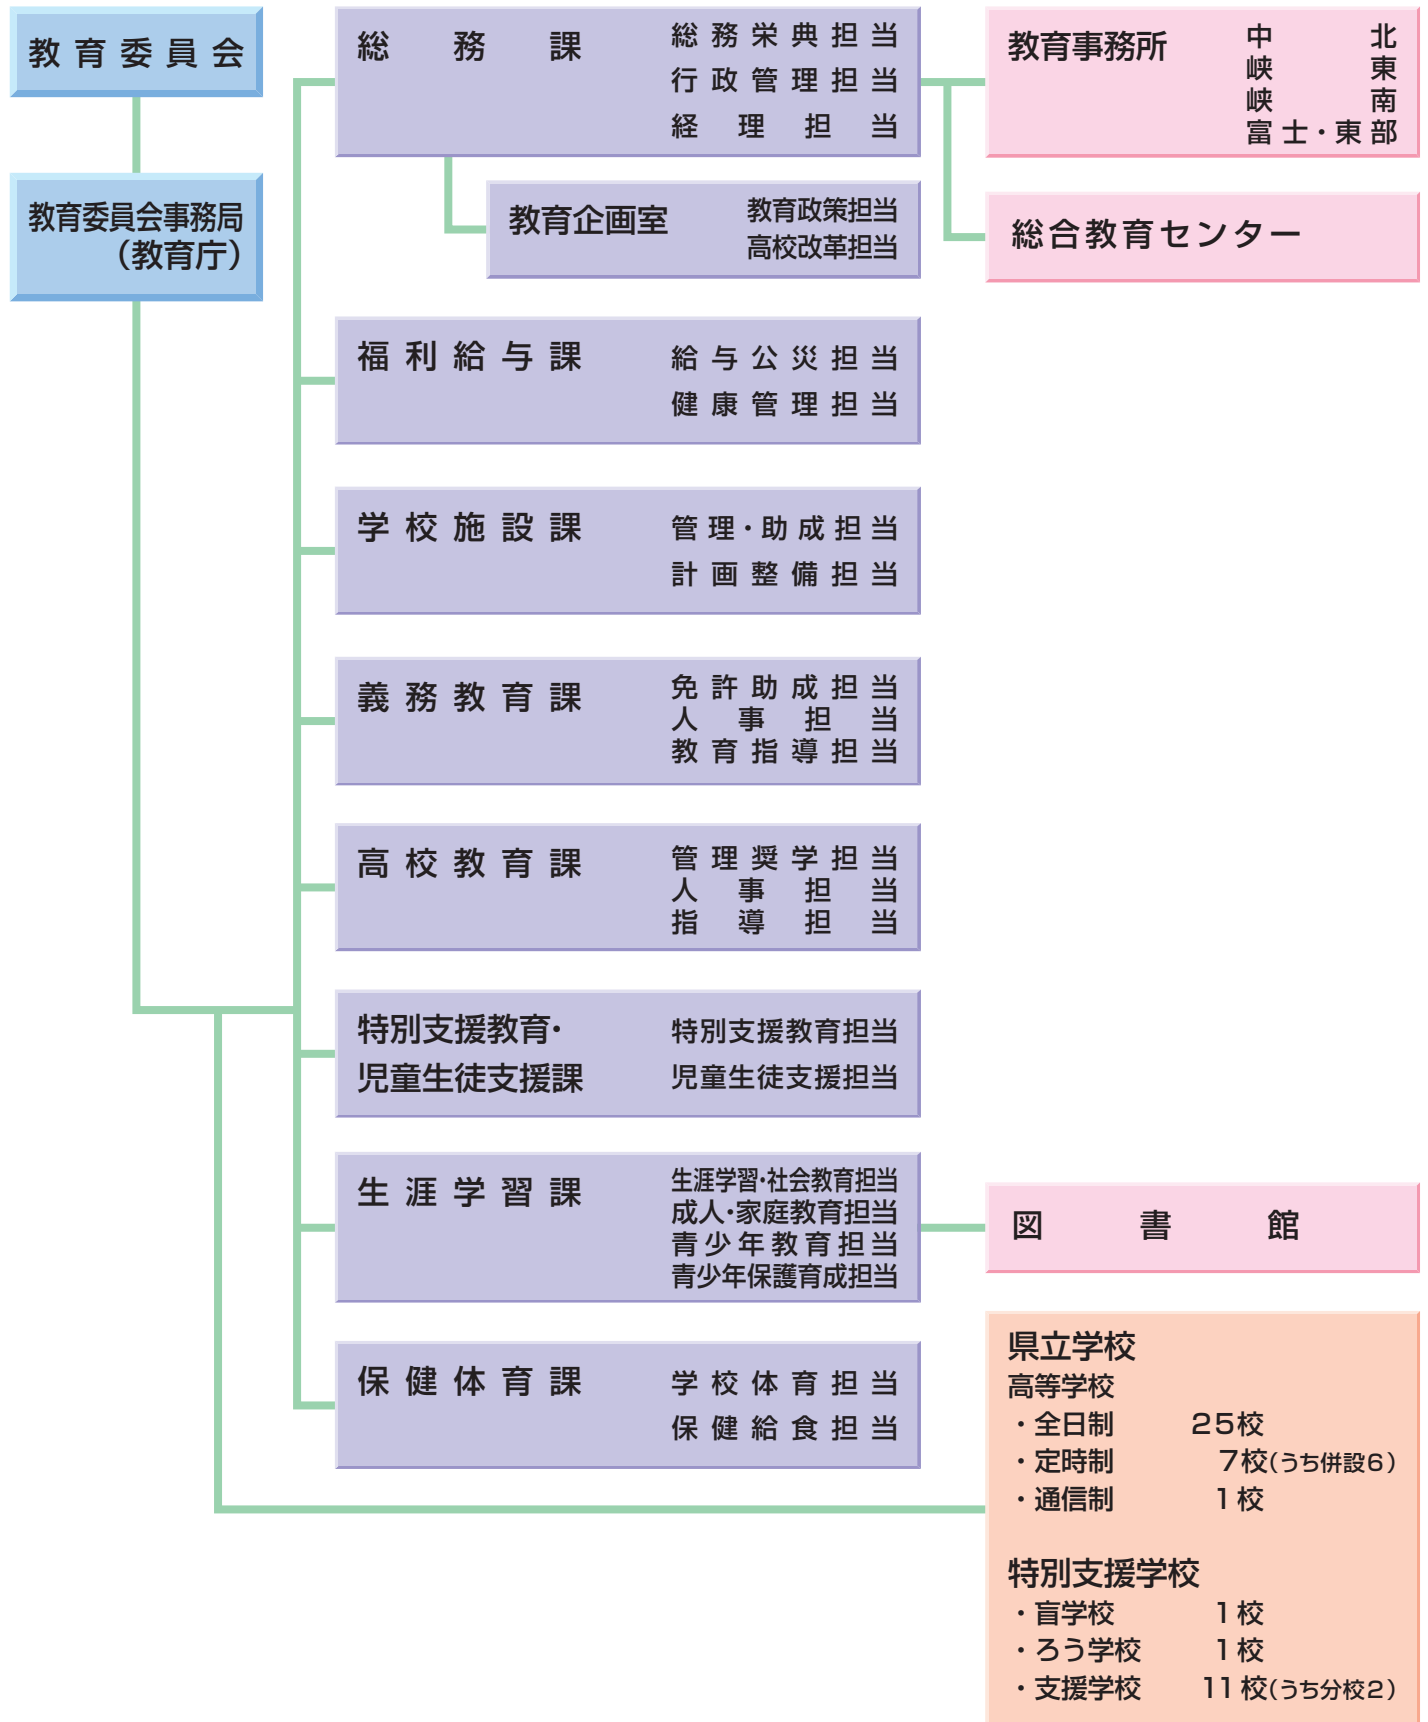 教育委員会
教育委員会事務局
（教育庁）
総務課
総務栄典担当
行政管理担当
経理担当
教育企画室
教育政策担当
高校改革担当
教育事務所
中北
峡東
峡南
富士・東部
総合教育センター
福利給与課
給与公災担当
健康管理担当
学校施設課
管理・助成担当
計画整備担当
義務教育課
免許助成担当
人事担当
教育指導担当
高校教育課
管理奨学担当
人事担当
指導担当
特別支援教育・
児童生徒支援課
特別支援教育担当
児童生徒支援担当
生涯学習課
生涯学習・社会教育担当
成人・家庭教育担当
青少年教育担当
青少年保護育成担当
図書館
保健体育課
学校体育担当
保健給食担当
県立学校
高等学校
・全日制 25校
・定時制 7校（うち併設6）
・通信制 1校
特別支援学校
・盲学校 1校
・ろう学校 1校
・支援学校 11校（うち分校2）